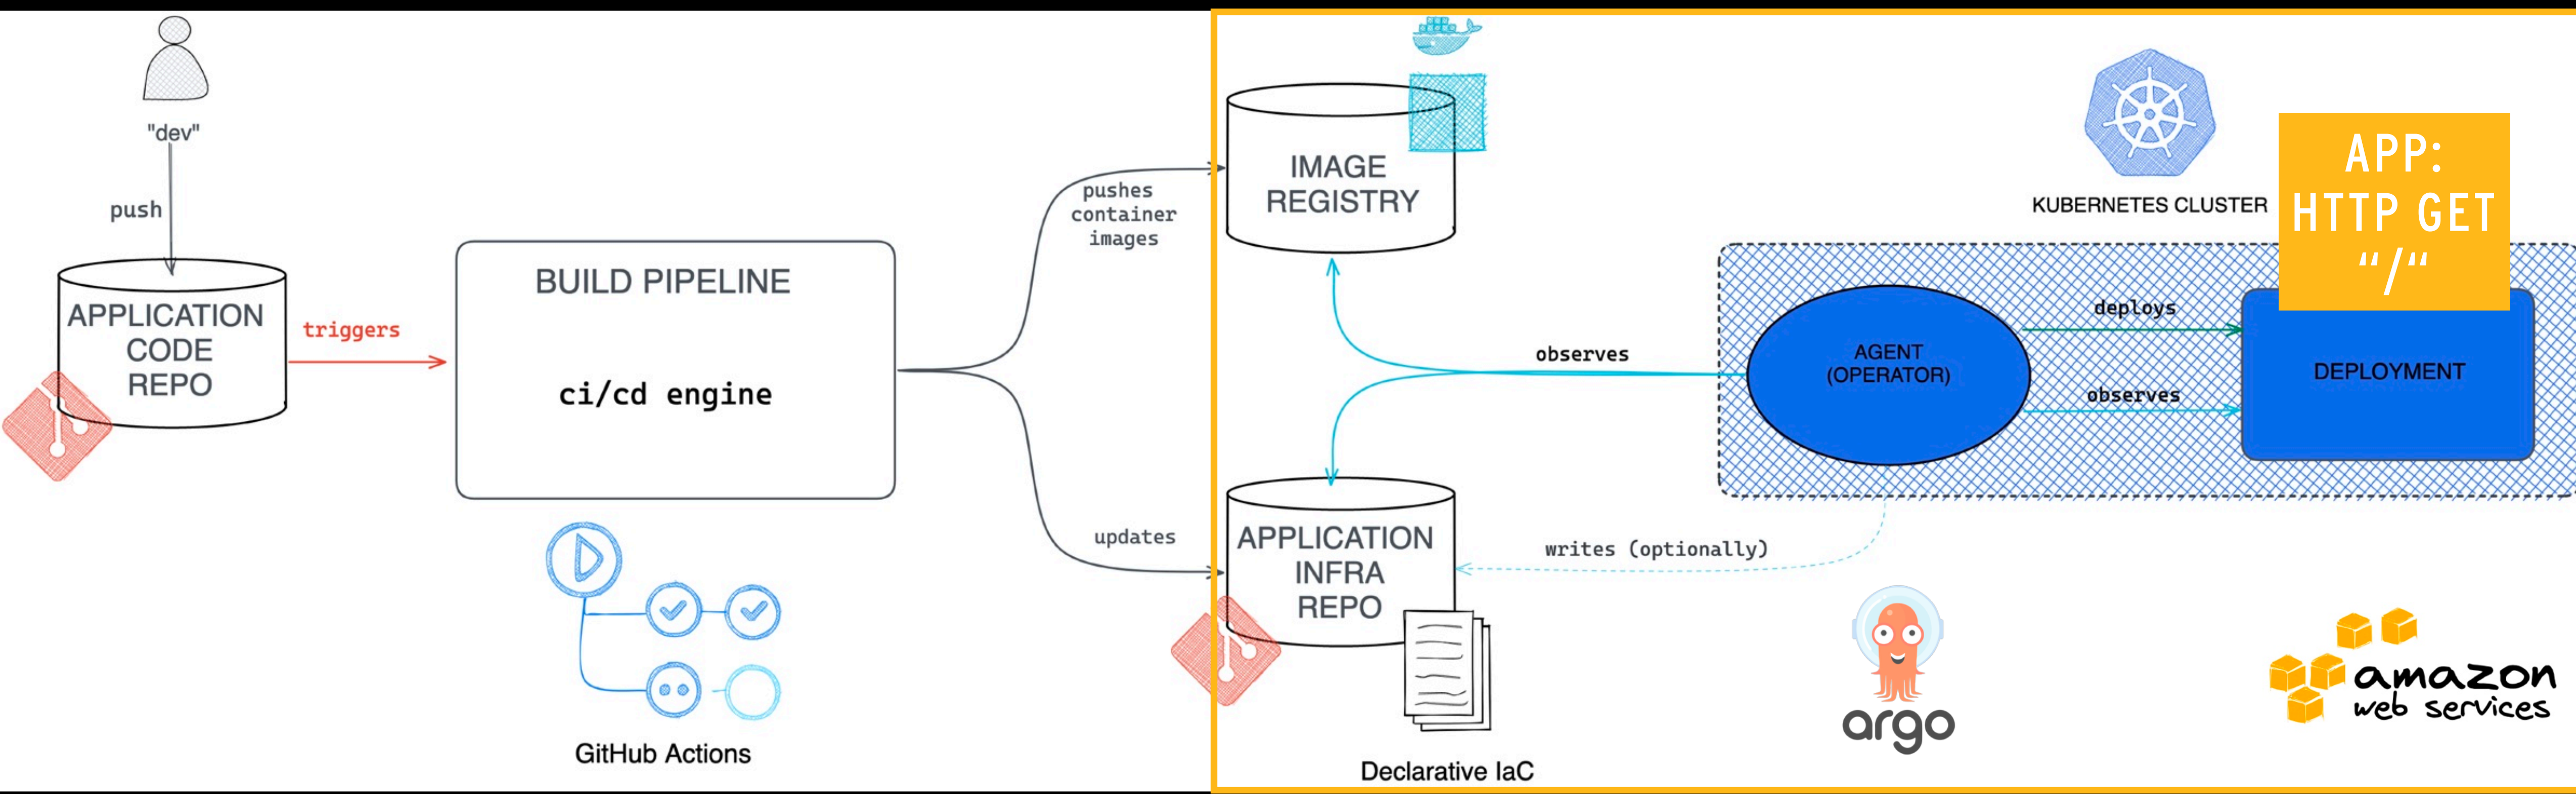 "dev"
push
APPLICATION
CODE
REPO
triggers
BUILD PIPELINE
ci/cd engine
GitHub Actions
pushes
container
images
updates
IMAGE
REGISTRY
observes
APPLICATION
INFRA
REPO
Declarative IaC
writes (optionally)
KUBERNETES CLUSTER
AGENT
(OPERATOR)
deploys
observes
DEPLOYMENT
APP:
HTTP GET
“/“
argo
amazon
web services